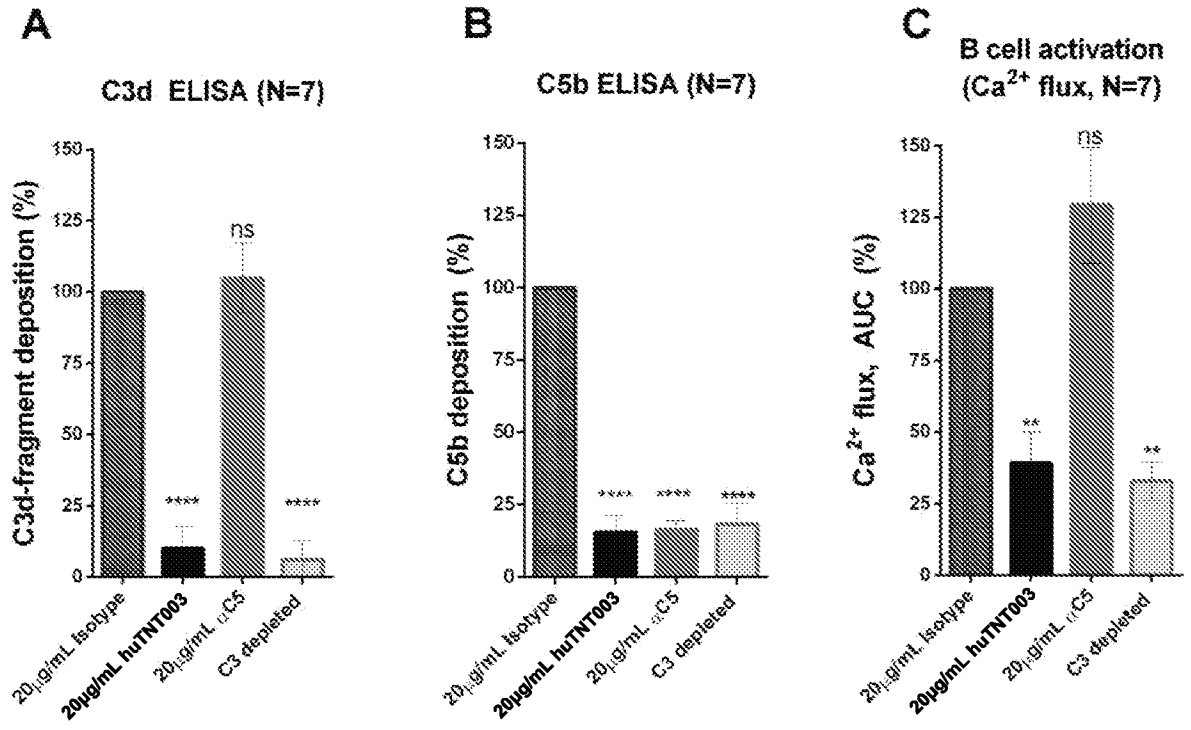 A
C3d ELISA (N=7)
C3d-fragment deposition (%)
150
125
100
75
50
25
0
****
ns
****
20µg/mL Isotype
20µg/mL huTNT003
20µg/mL αC5
C3 depleted
B
C5b ELISA (N=7)
C5b deposition (%)
150
125
100
75
50
25
0
****
****
****
20µg/mL Isotype
20µg/mL huTNT003
20µg/mL αC5
C3 depleted
C
B cell activation
(Ca²⁺ flux, N=7)
Ca²⁺ flux, AUC (%)
150
125
100
75
50
25
0
**
ns
**
20µg/mL Isotype
20µg/mL huTNT003
20µg/mL αC5
C3 depleted